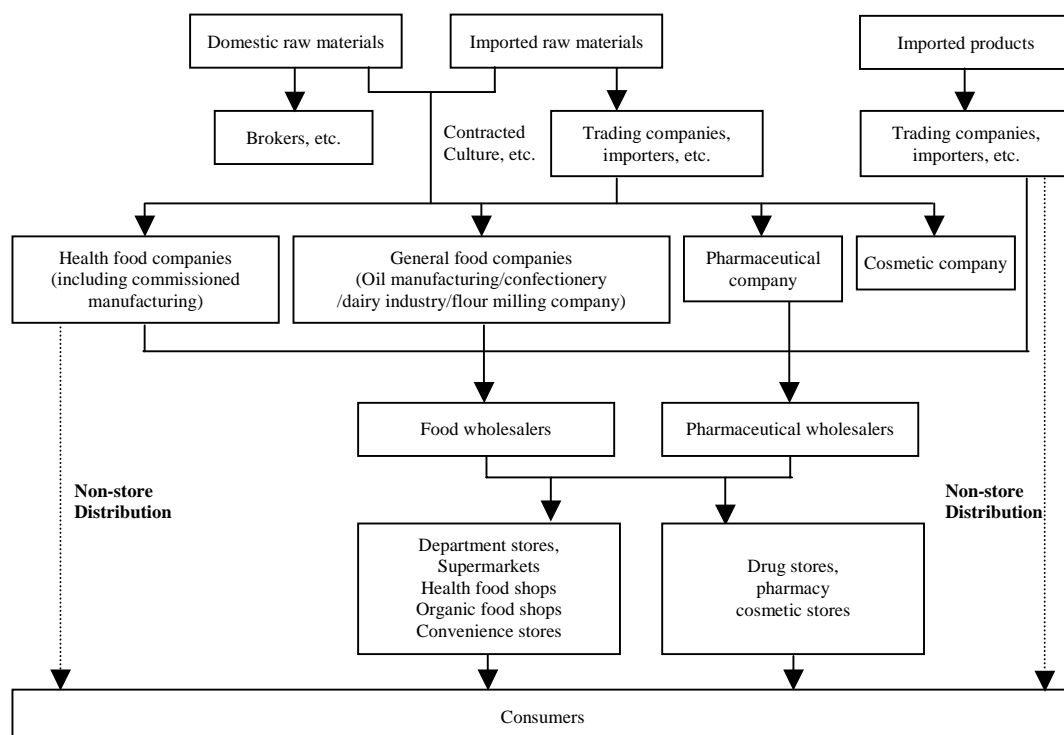 Domestic raw materials
Imported raw materials
Imported products
Brokers, etc.
Contracted
Culture, etc.
Trading companies,
importers, etc.
Trading companies,
importers, etc.
Health food companies
(including commissioned
manufacturing)
General food companies
(Oil manufacturing/confectionery
/dairy industry/flour milling company)
Pharmaceutical
company
Cosmetic company
Food wholesalers
Pharmaceutical wholesalers
Non-store
Distribution
Non-store
Distribution
Department stores,
Supermarkets
Health food shops
Organic food shops
Convenience stores
Drug stores,
pharmacy
cosmetic stores
Consumers